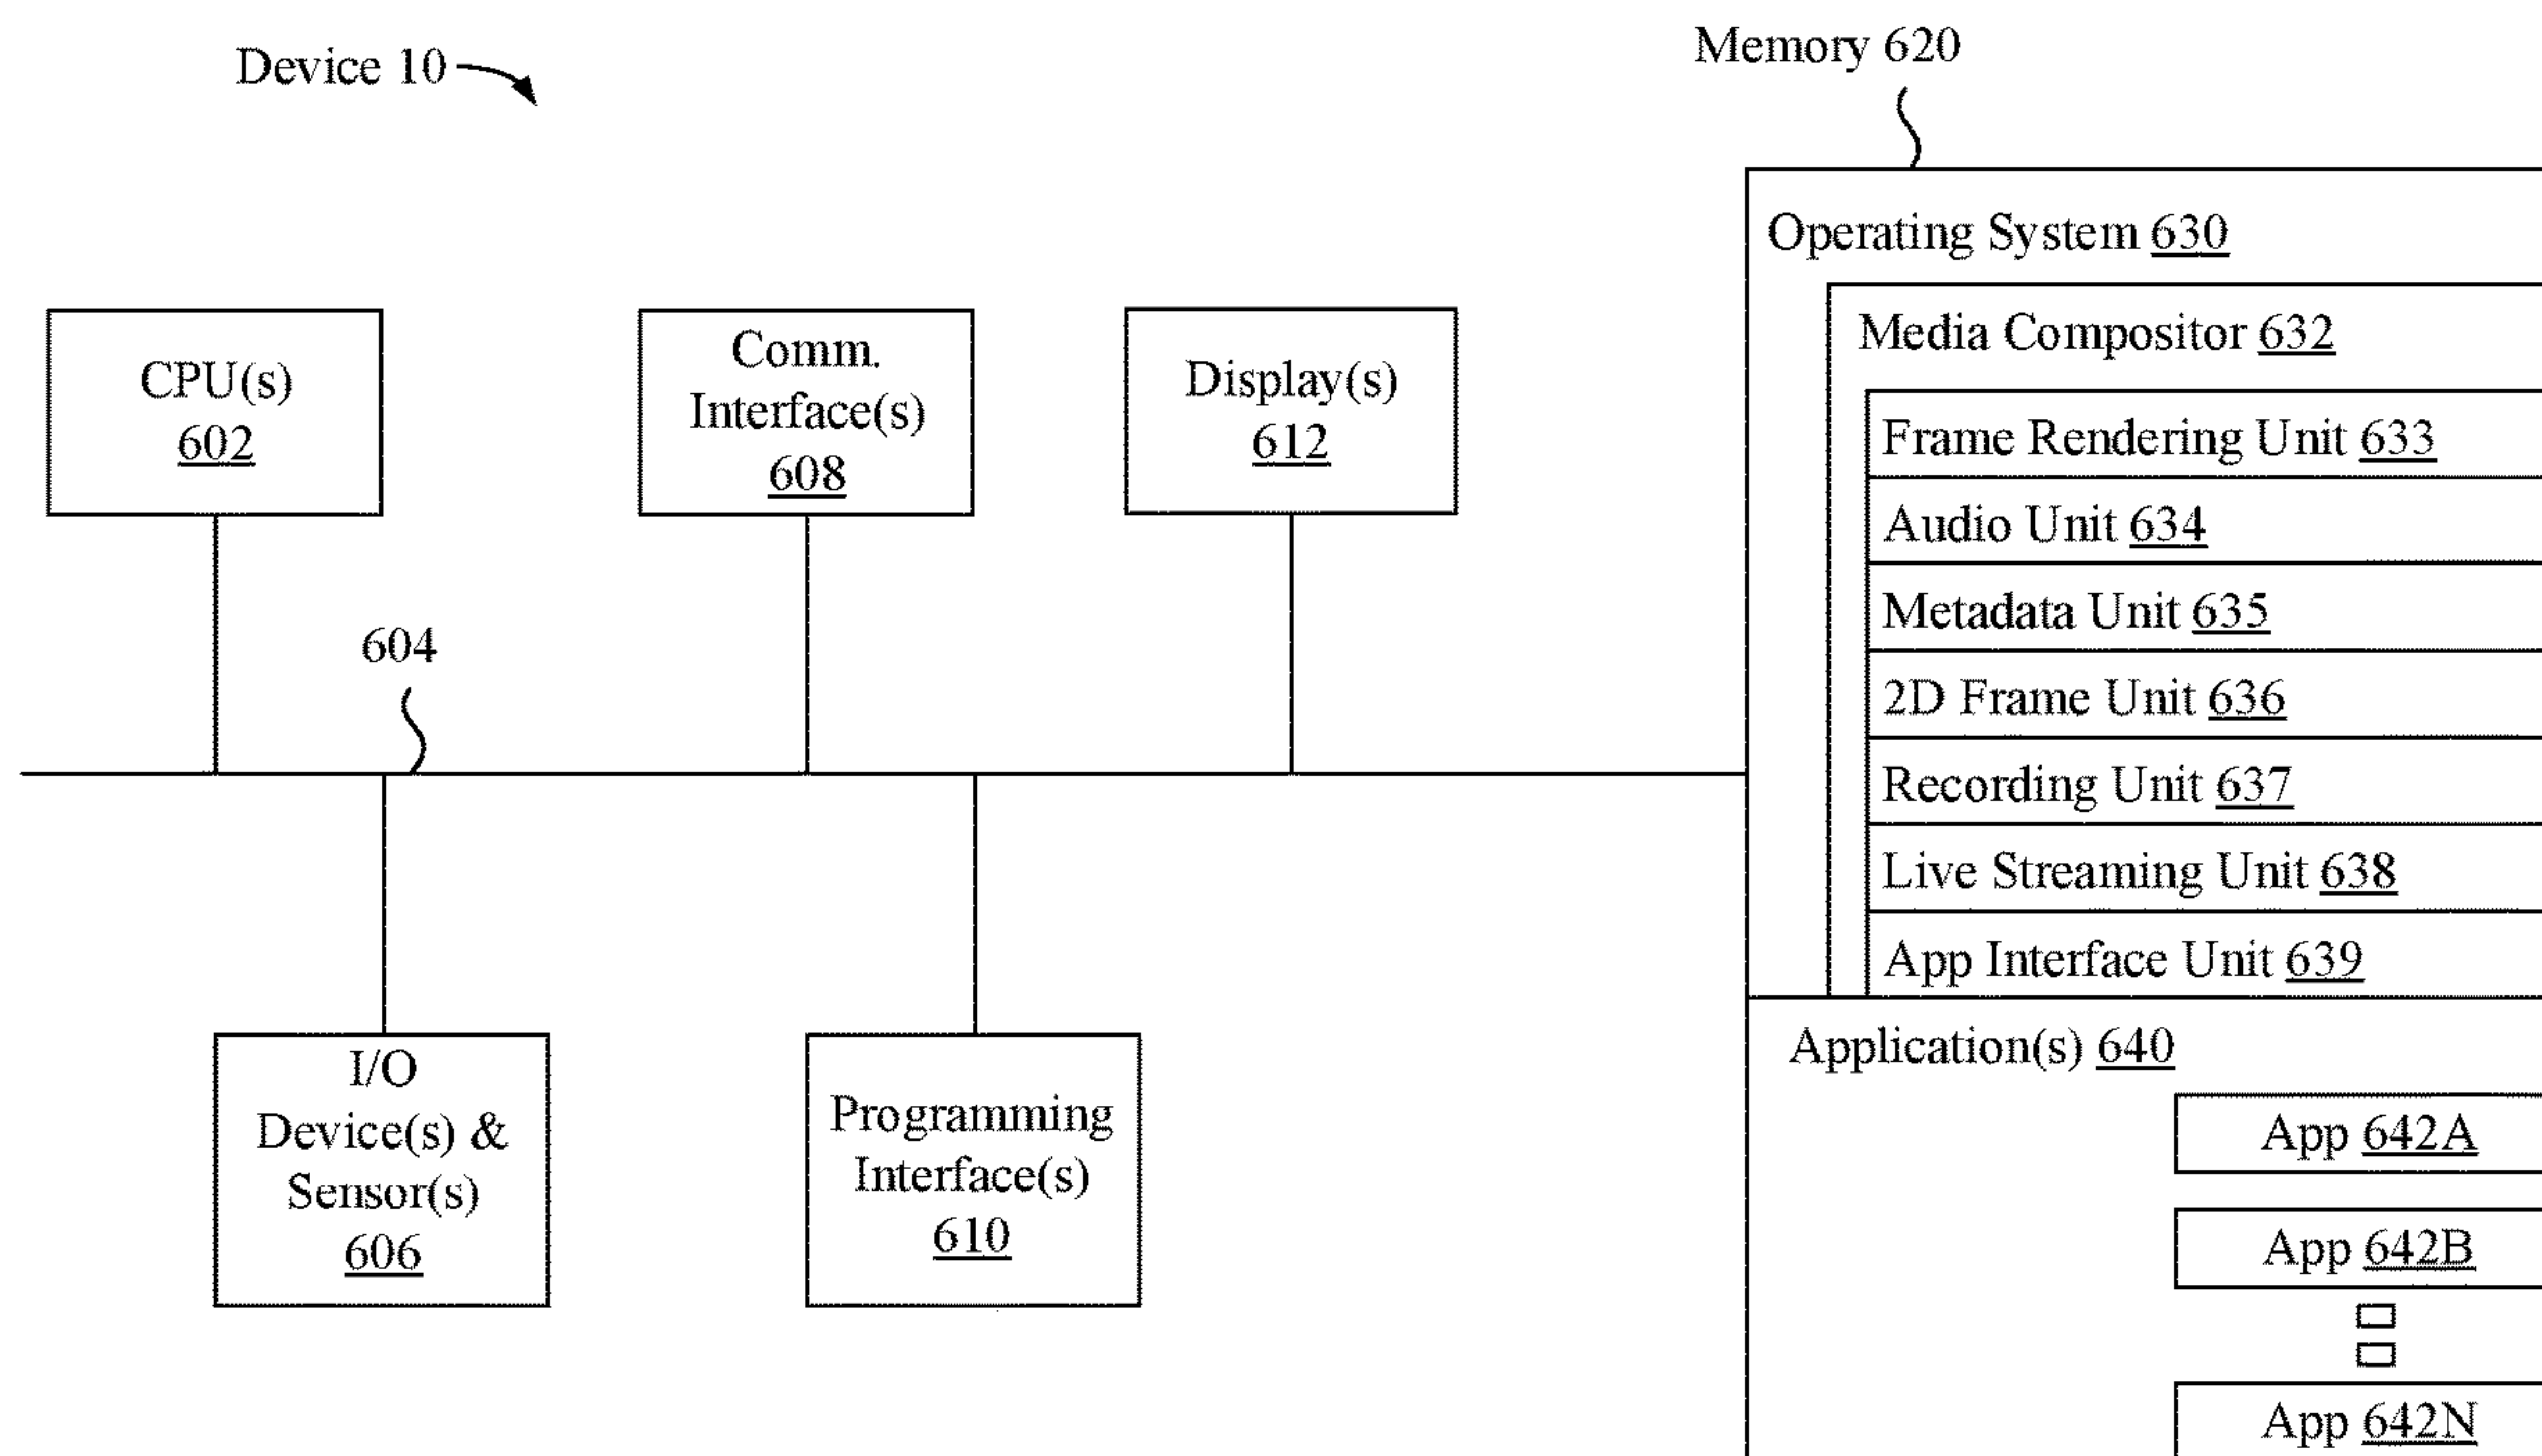 Device 10
Memory 620
Operating System 630
Media Compositor 632
Frame Rendering Unit 633
Audio Unit 634
Metadata Unit 635
2D Frame Unit 636
Recording Unit 637
Live Streaming Unit 638
App Interface Unit 639
Application(s) 640
App 642A
App 642B
App 642N
CPU(s)
602
Comm.
Interface(s)
608
Display(s)
612
604
I/O
Device(s) &
Sensor(s)
606
Programming
Interface(s)
610